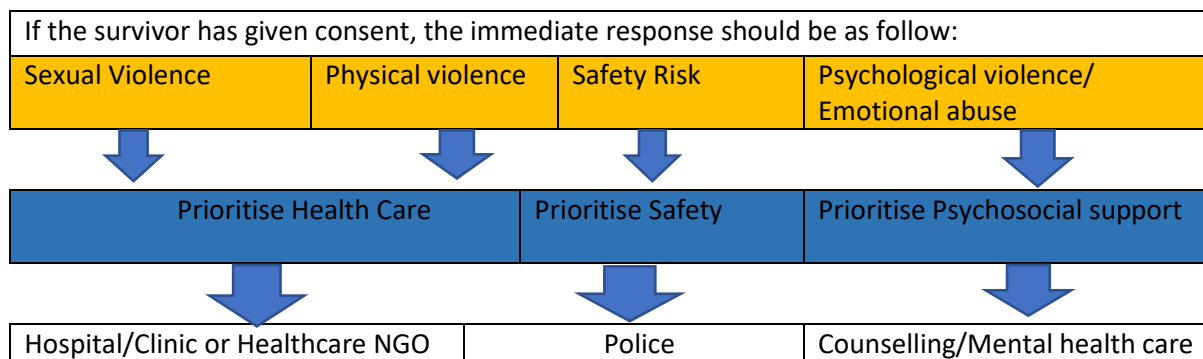 If the survivor has given consent, the immediate response should be as follow:
Sexual Violence Physical violence Safety Risk Psychological violence/
Emotional abuse
Prioritise Health Care Prioritise Safety Prioritise Psychosocial support
Hospital/Clinic or Healthcare NGO Police Counselling/Mental health care